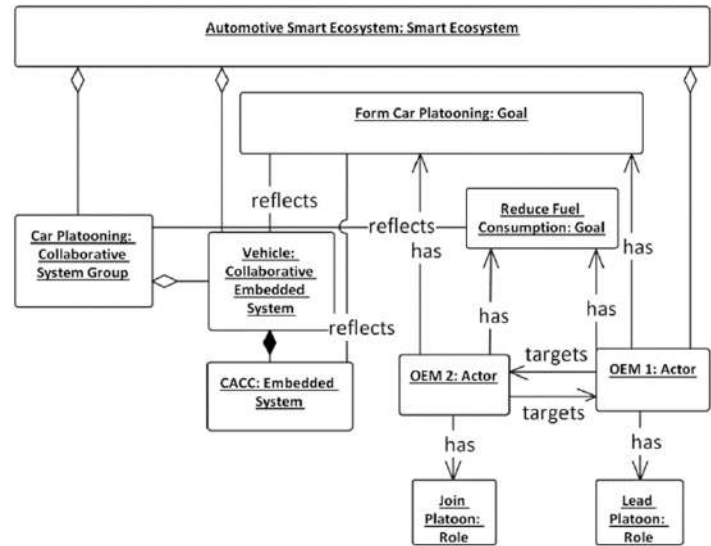 Automotive Smart Ecosystem: Smart Ecosystem
Form Car Platooning: Goal
reflects
Reduce Fuel
Consumption: Goal
reflects
has
has
Car Platooning:
Collaborative
System Group
Vehicle:
Collaborative
Embedded
System
reflects
has
has
CACC: Embedded
System
OEM 2: Actor
targets
targets
OEM 1: Actor
has
has
Join
Platoon:
Role
Lead
Platoon:
Role